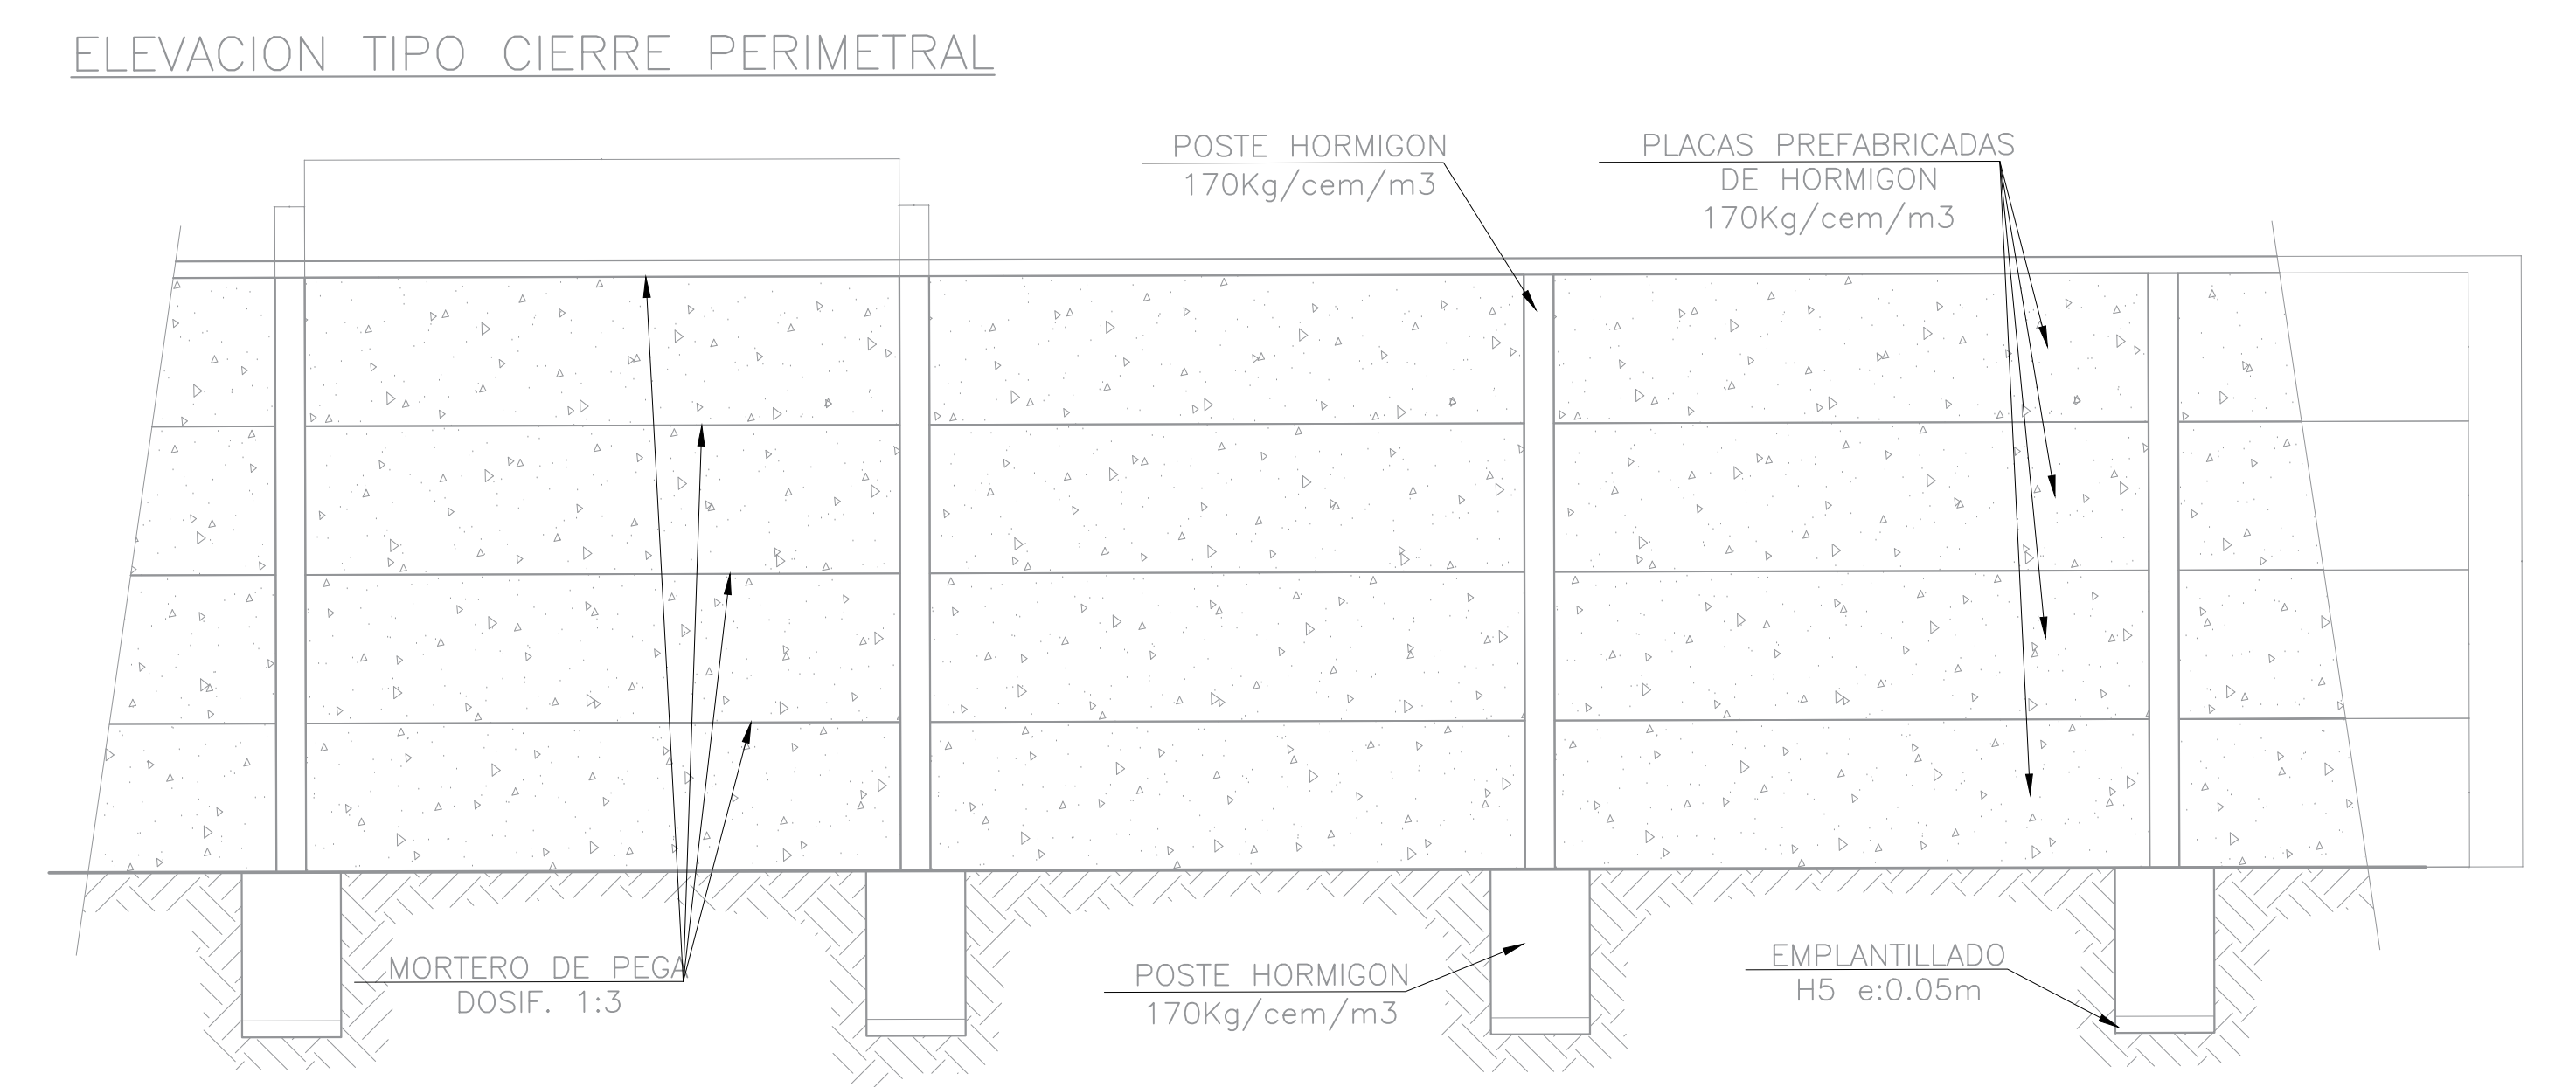 ELEVACION TIPO CIERRE PERIMETRAL
POSTE HORMIGON
170Kg/cem/m3
PLACAS PREFABRICADAS
DE HORMIGON
170Kg/cem/m3
MORTERO DE PEGA
DOSIF. 1:3
POSTE HORMIGON
170Kg/cem/m3
EMPLANTILLADO
H5 e:0.05m